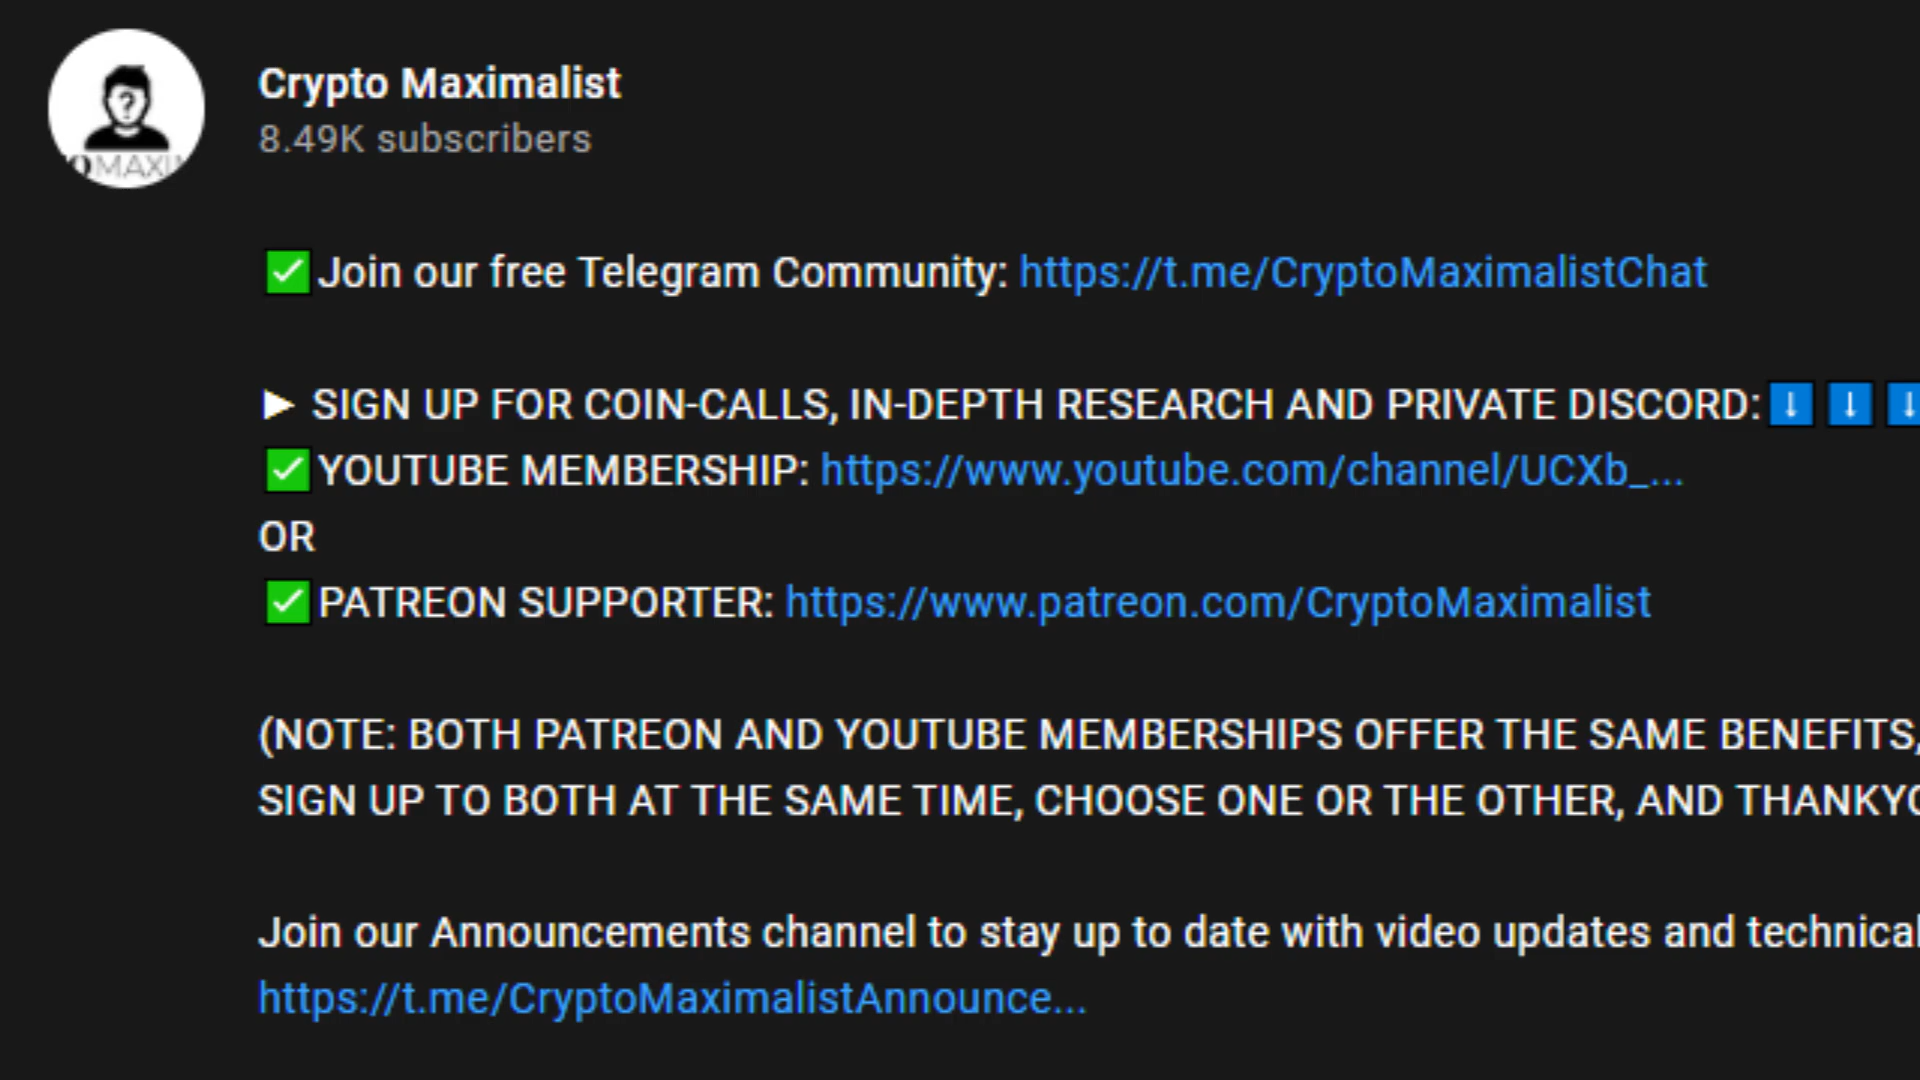 Crypto Maximalist
8.49K subscribers
?
OMAXI
✅Join our free Telegram Community: https://t.me/CryptoMaximalistChat
► SIGN UP FOR COIN-CALLS, IN-DEPTH RESEARCH AND PRIVATE DISCORD:⬇⬇⬇
✅YOUTUBE MEMBERSHIP: https://www.youtube.com/channel/UCXb_...
OR
✅PATREON SUPPORTER: https://www.patreon.com/CryptoMaximalist
(NOTE: BOTH PATREON AND YOUTUBE MEMBERSHIPS OFFER THE SAME BENEFITS,
SIGN UP TO BOTH AT THE SAME TIME, CHOOSE ONE OR THE OTHER, AND THANKYO
Join our Announcements channel to stay up to date with video updates and technical
https://t.me/CryptoMaximalistAnnounce...